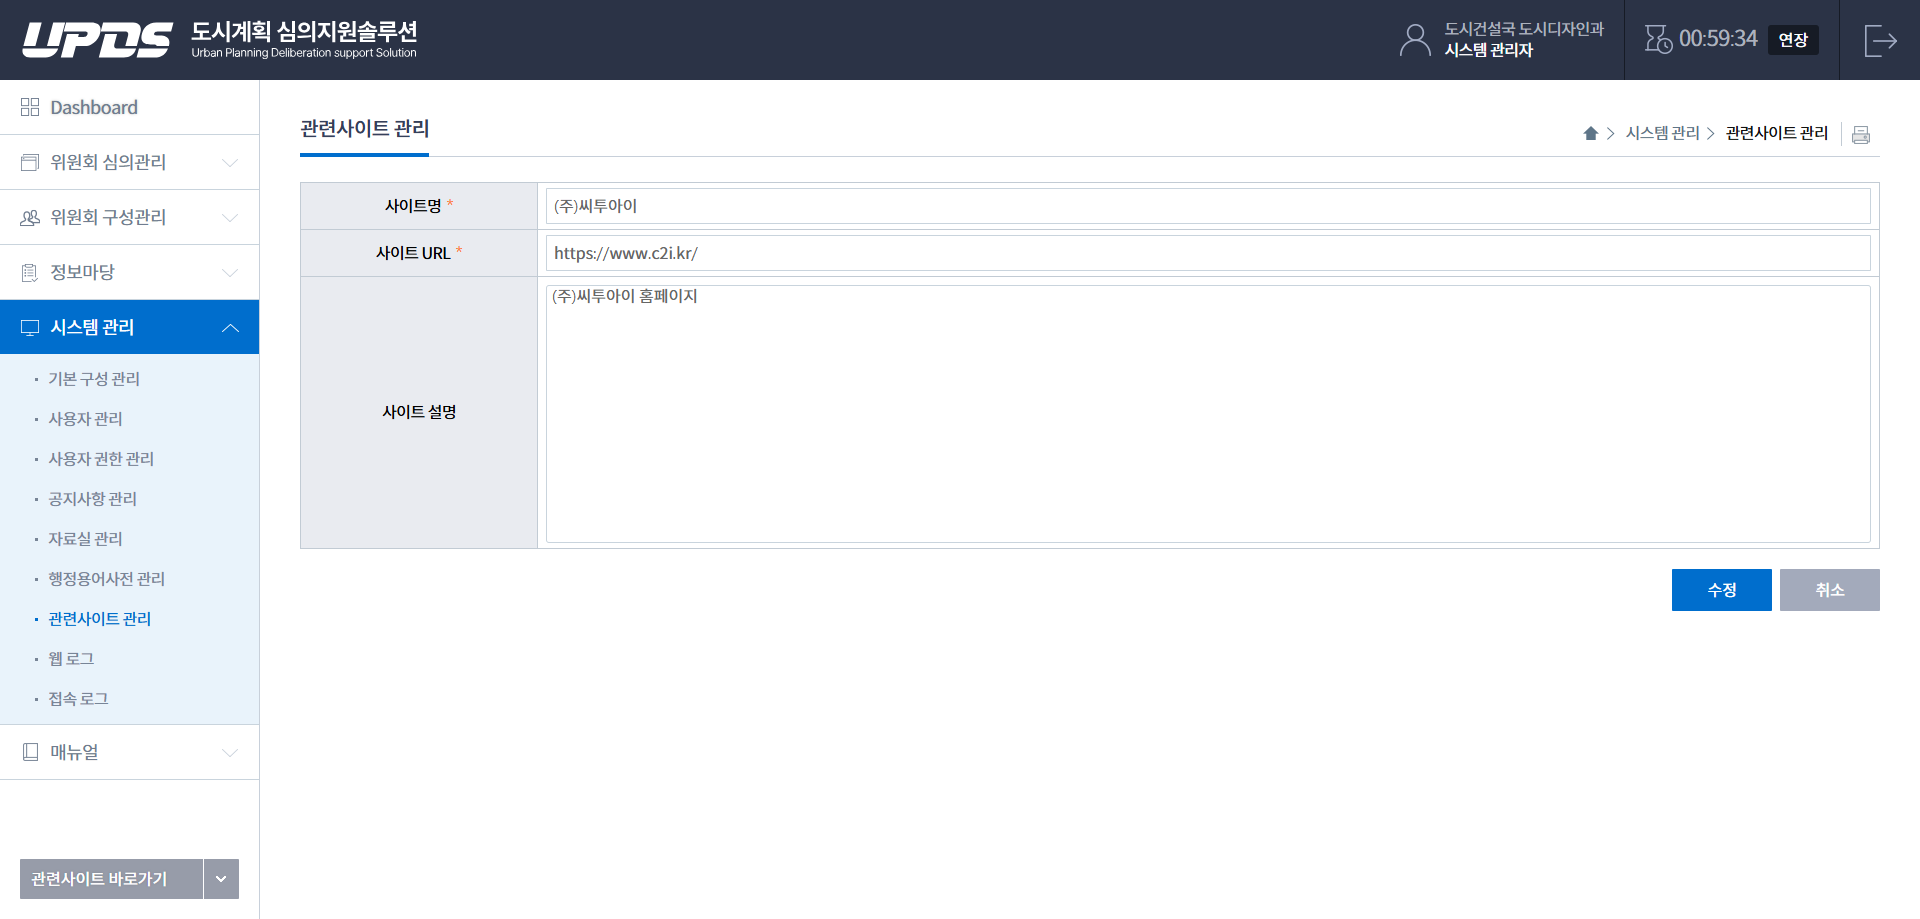 UPDS 도시계획 심의지원솔루션
Urban Planning Deliberation support Solution
도시건설국 도시디자인과
시스템 관리자
00:59:34 연장
Dashboard
위원회 심의관리
위원회 구성관리
정보마당
시스템 관리
기본 구성 관리
사용자 관리
사용자 권한 관리
공지사항 관리
자료실 관리
행정용어사전 관리
관련사이트 관리
웹 로그
접속 로그
매뉴얼
관련사이트 바로가기
관련사이트 관리
시스템 관리 > 관련사이트 관리
사이트명 * (주)씨투아이
사이트 URL * https://www.c2i.kr/
사이트 설명 (주)씨투아이 홈페이지
수정 취소